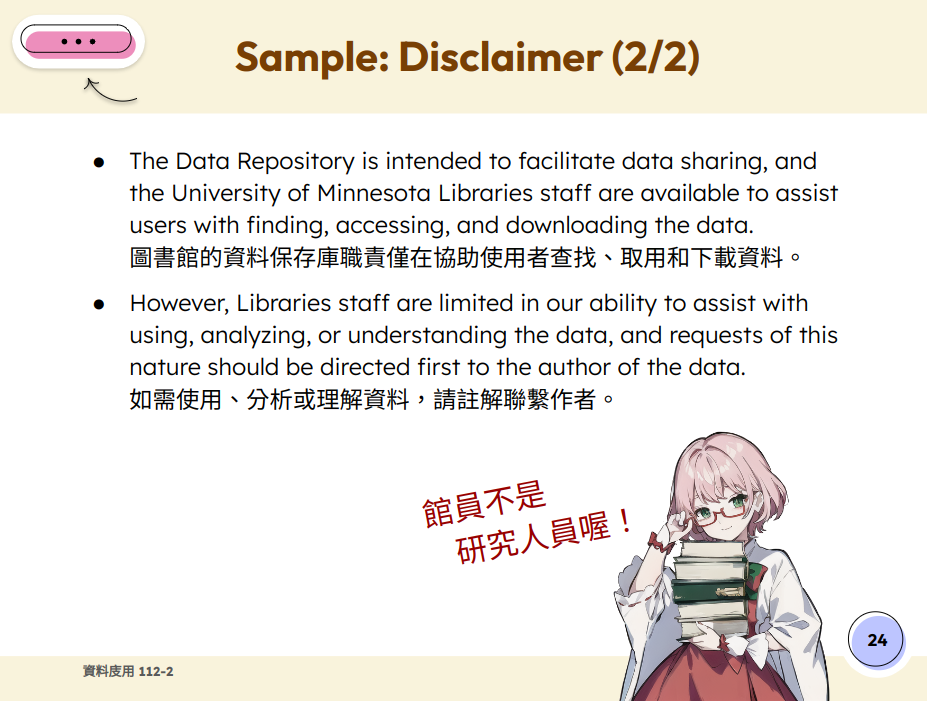 Sample: Disclaimer (2/2)
● The Data Repository is intended to facilitate data sharing, and
the University of Minnesota Libraries staff are available to assist
users with finding, accessing, and downloading the data.
圖書館的資料保存庫職責僅在協助使用者查找、取用和下載資料。
● However, Libraries staff are limited in our ability to assist with
using, analyzing, or understanding the data, and requests of this
nature should be directed first to the author of the data.
如需使用、分析或理解資料，請註解聯繫作者。
館員不是
研究人員喔！
24
資料庋用 112-2